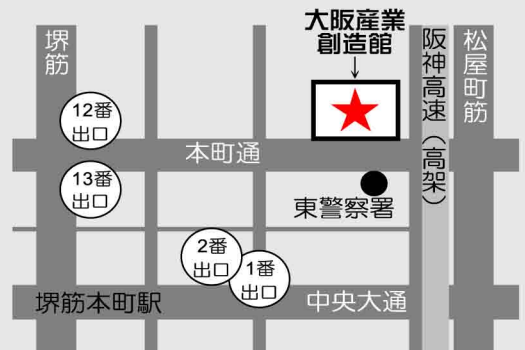 大阪産業
創造館
堺筋
阪神高速（高架）
松屋町筋
12番
出口
本町通
13番
出口
東警察署
2番
出口
1番
出口
堺筋本町駅
中央大通